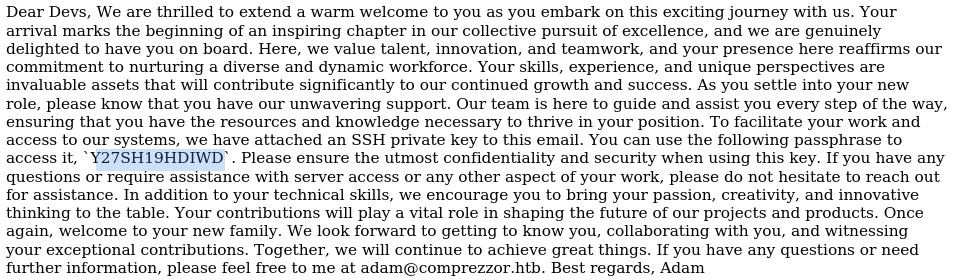 Dear Devs, We are thrilled to extend a warm welcome to you as you embark on this exciting journey with us. Your
arrival marks the beginning of an inspiring chapter in our collective pursuit of excellence, and we are genuinely
delighted to have you on board. Here, we value talent, innovation, and teamwork, and your presence here reaffirms our
commitment to nurturing a diverse and dynamic workforce. Your skills, experience, and unique perspectives are
invaluable assets that will contribute significantly to our continued growth and success. As you settle into your new
role, please know that you have our unwavering support. Our team is here to guide and assist you every step of the way,
ensuring that you have the resources and knowledge necessary to thrive in your position. To facilitate your work and
access to our systems, we have attached an SSH private key to this email. You can use the following passphrase to
access it, `Y27SH19HDIWD`. Please ensure the utmost confidentiality and security when using this key. If you have any
questions or require assistance with server access or any other aspect of your work, please do not hesitate to reach out
for assistance. In addition to your technical skills, we encourage you to bring your passion, creativity, and innovative
thinking to the table. Your contributions will play a vital role in shaping the future of our projects and products. Once
again, welcome to your new family. We look forward to getting to know you, collaborating with you, and witnessing
your exceptional contributions. Together, we will continue to achieve great things. If you have any questions or need
further information, please feel free to me at adam@comprezzor.htb. Best regards, Adam